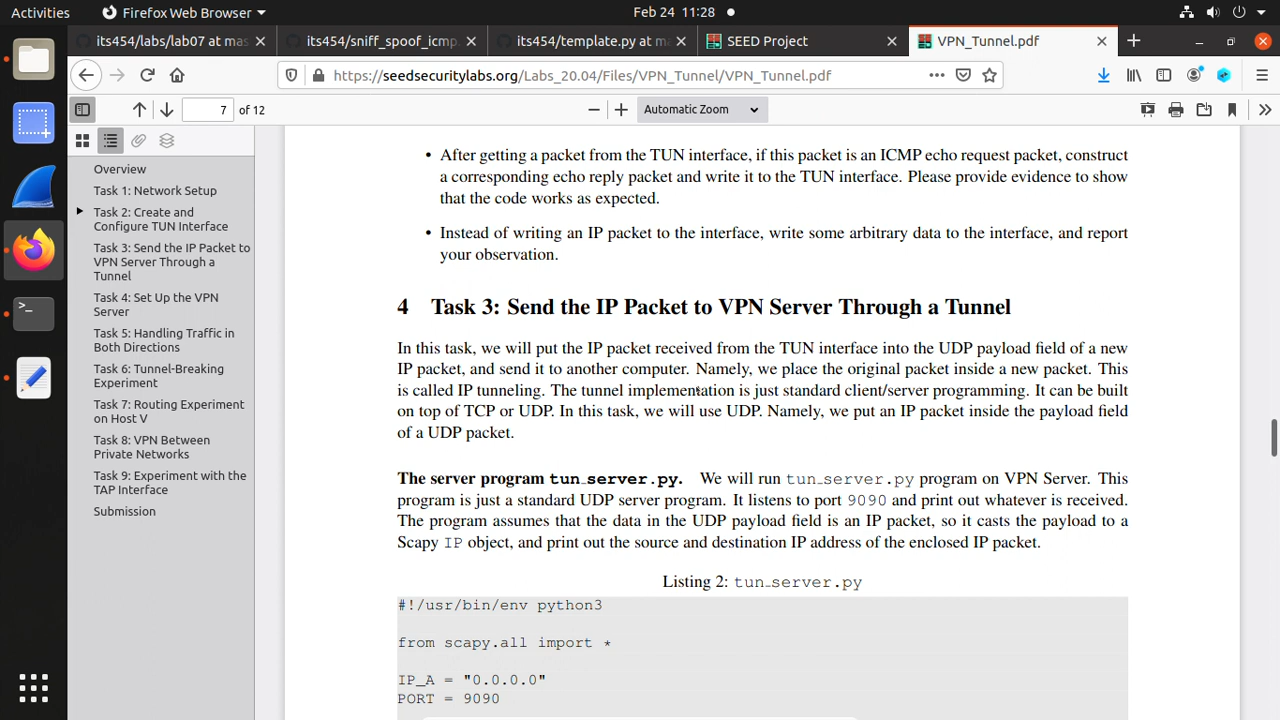 Activities
Firefox Web Browser
Feb 24 11:28
its454/labs/lab07 at mas
its454/sniff_spoof_icmp.
its454/template.py at ma
SEED Project
VPN_Tunnel.pdf
https://seedsecuritylabs.org/Labs_20.04/Files/VPN_Tunnel/VPN_Tunnel.pdf
7 of 12
Automatic Zoom
Overview
Task 1: Network Setup
Task 2: Create and
Configure TUN Interface
Task 3: Send the IP Packet to
VPN Server Through a
Tunnel
Task 4: Set Up the VPN
Server
Task 5: Handling Traffic in
Both Directions
Task 6: Tunnel-Breaking
Experiment
Task 7: Routing Experiment
on Host V
Task 8: VPN Between
Private Networks
Task 9: Experiment with the
TAP Interface
Submission
• After getting a packet from the TUN interface, if this packet is an ICMP echo request packet, construct
a corresponding echo reply packet and write it to the TUN interface. Please provide evidence to show
that the code works as expected.
• Instead of writing an IP packet to the interface, write some arbitrary data to the interface, and report
your observation.
4 Task 3: Send the IP Packet to VPN Server Through a Tunnel
In this task, we will put the IP packet received from the TUN interface into the UDP payload field of a new
IP packet, and send it to another computer. Namely, we place the original packet inside a new packet. This
is called IP tunneling. The tunnel implementation is just standard client/server programming. It can be built
on top of TCP or UDP. In this task, we will use UDP. Namely, we put an IP packet inside the payload field
of a UDP packet.
The server program tun_server.py. We will run tun_server.py program on VPN Server. This
program is just a standard UDP server program. It listens to port 9090 and print out whatever is received.
The program assumes that the data in the UDP payload field is an IP packet, so it casts the payload to a
Scapy IP object, and print out the source and destination IP address of the enclosed IP packet.
Listing 2: tun_server.py
#!/usr/bin/env python3
from scapy.all import *
IP_A = "0.0.0.0"
PORT = 9090